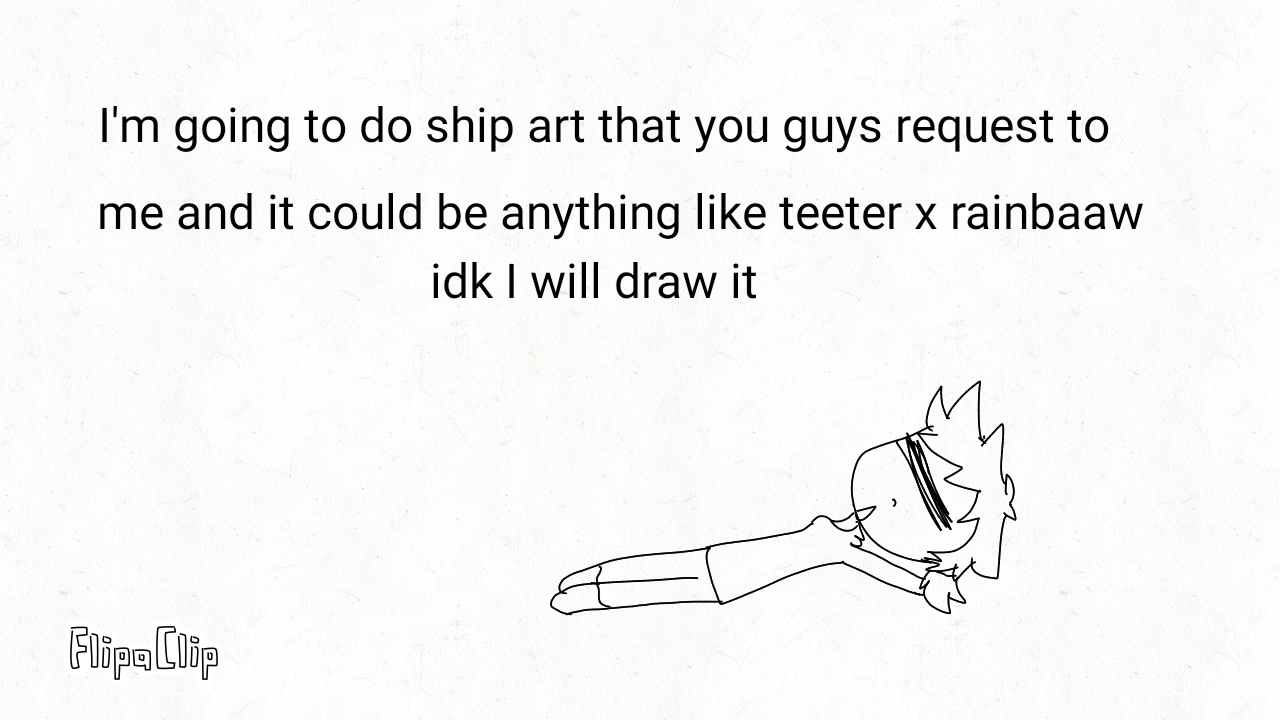 I'm going to do ship art that you guys request to
me and it could be anything like teeter x rainbaaw
idk I will draw it
FlipaClip